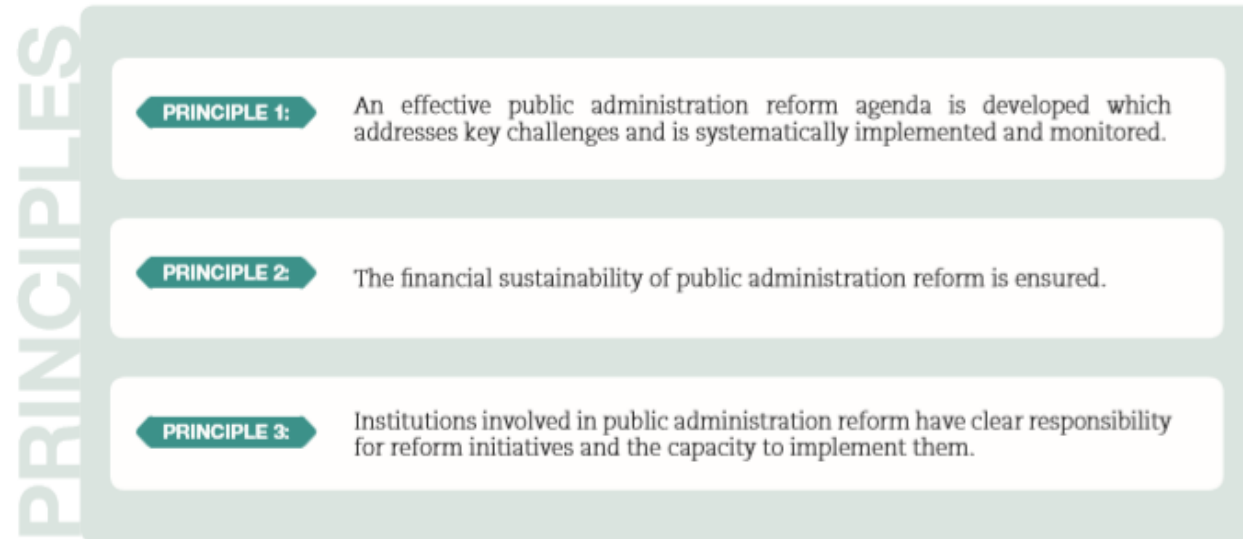 PRINCIPLES
PRINCIPLE 1:
An effective public administration reform agenda is developed which
addresses key challenges and is systematically implemented and monitored.
PRINCIPLE 2:
The financial sustainability of public administration reform is ensured.
PRINCIPLE 3:
Institutions involved in public administration reform have clear responsibility
for reform initiatives and the capacity to implement them.